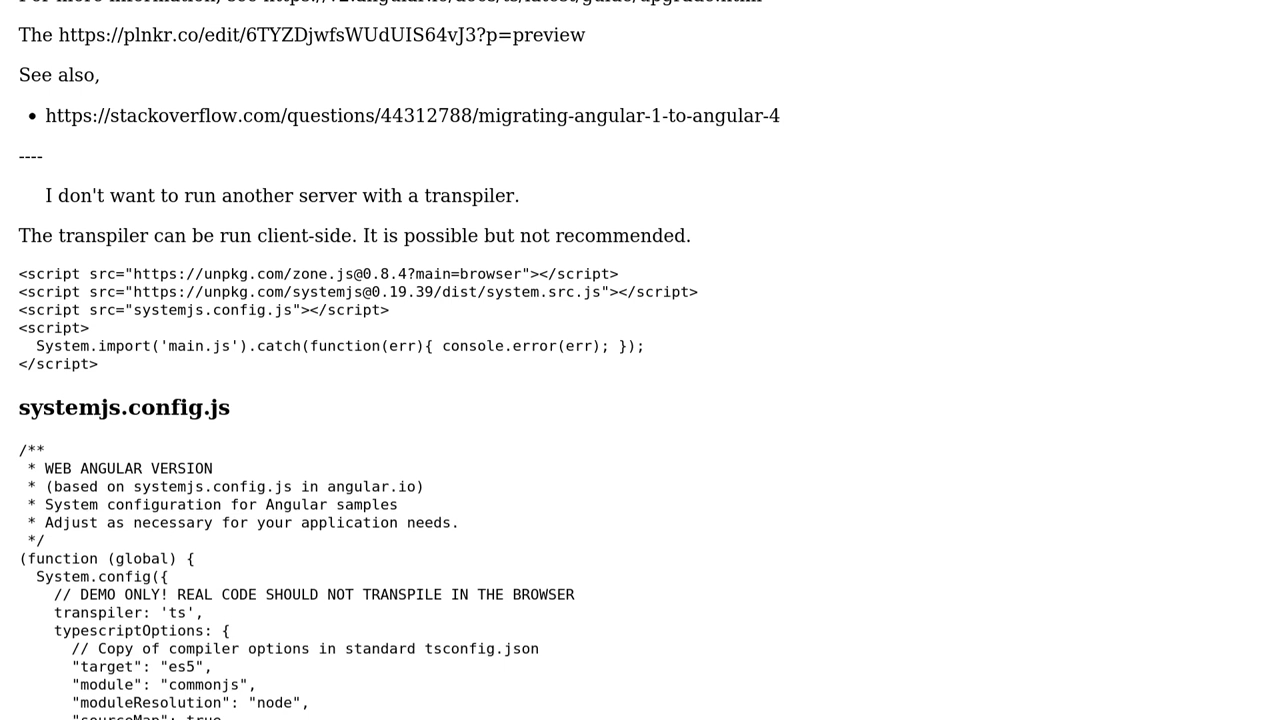 The https://plnkr.co/edit/6TYZDjwfsWUdUIS64vJ3?p=preview
See also,
• https://stackoverflow.com/questions/44312788/migrating-angular-1-to-angular-4
----
I don't want to run another server with a transpiler.
The transpiler can be run client-side. It is possible but not recommended.
<script src="https://unpkg.com/zone.js@0.8.4?main=browser"></script>
<script src="https://unpkg.com/systemjs@0.19.39/dist/system.src.js"></script>
<script src="systemjs.config.js"></script>
<script>
  System.import('main.js').catch(function(err){ console.error(err); });
</script>
systemjs.config.js
/**
 * WEB ANGULAR VERSION
 * (based on systemjs.config.js in angular.io)
 * System configuration for Angular samples
 * Adjust as necessary for your application needs.
 */
(function (global) {
  System.config({
    // DEMO ONLY! REAL CODE SHOULD NOT TRANSPILE IN THE BROWSER
    transpiler: 'ts',
    typescriptOptions: {
      // Copy of compiler options in standard tsconfig.json
      "target": "es5",
      "module": "commonjs",
      "moduleResolution": "node",